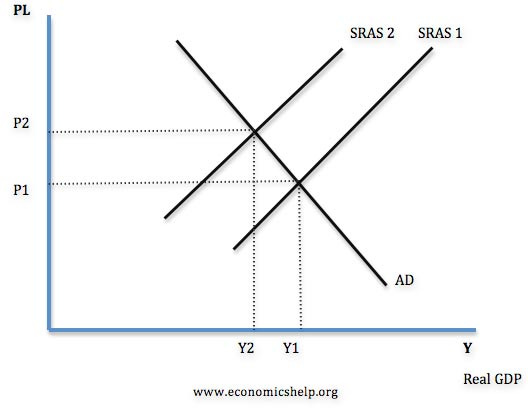 PL
SRAS 2
SRAS 1
P2
P1
AD
Y2
Y1
Y
Real GDP
www.economicshelp.org